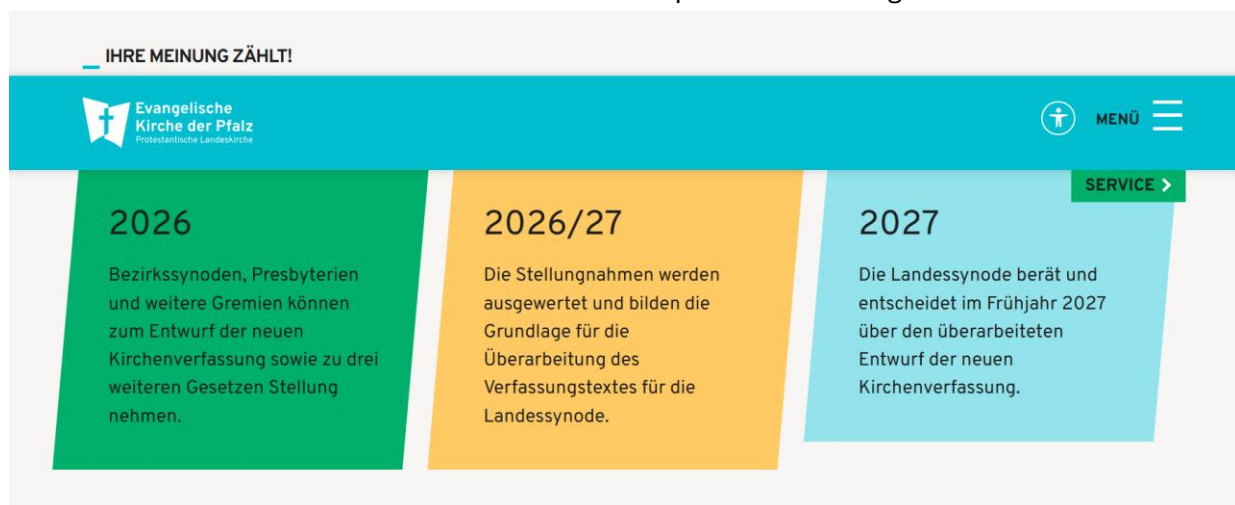 IHRE MEINUNG ZÄHLT!
Evangelische
Kirche der Pfalz
Protestantische Landeskirche
MENÜ
SERVICE
2026
Bezirkssynoden, Presbyterien
und weitere Gremien können
zum Entwurf der neuen
Kirchenverfassung sowie zu drei
weiteren Gesetzen Stellung
nehmen.
2026/27
Die Stellungnahmen werden
ausgewertet und bilden die
Grundlage für die
Überarbeitung des
Verfassungstextes für die
Landessynode.
2027
Die Landessynode berät und
entscheidet im Frühjahr 2027
über den überarbeiteten
Entwurf der neuen
Kirchenverfassung.